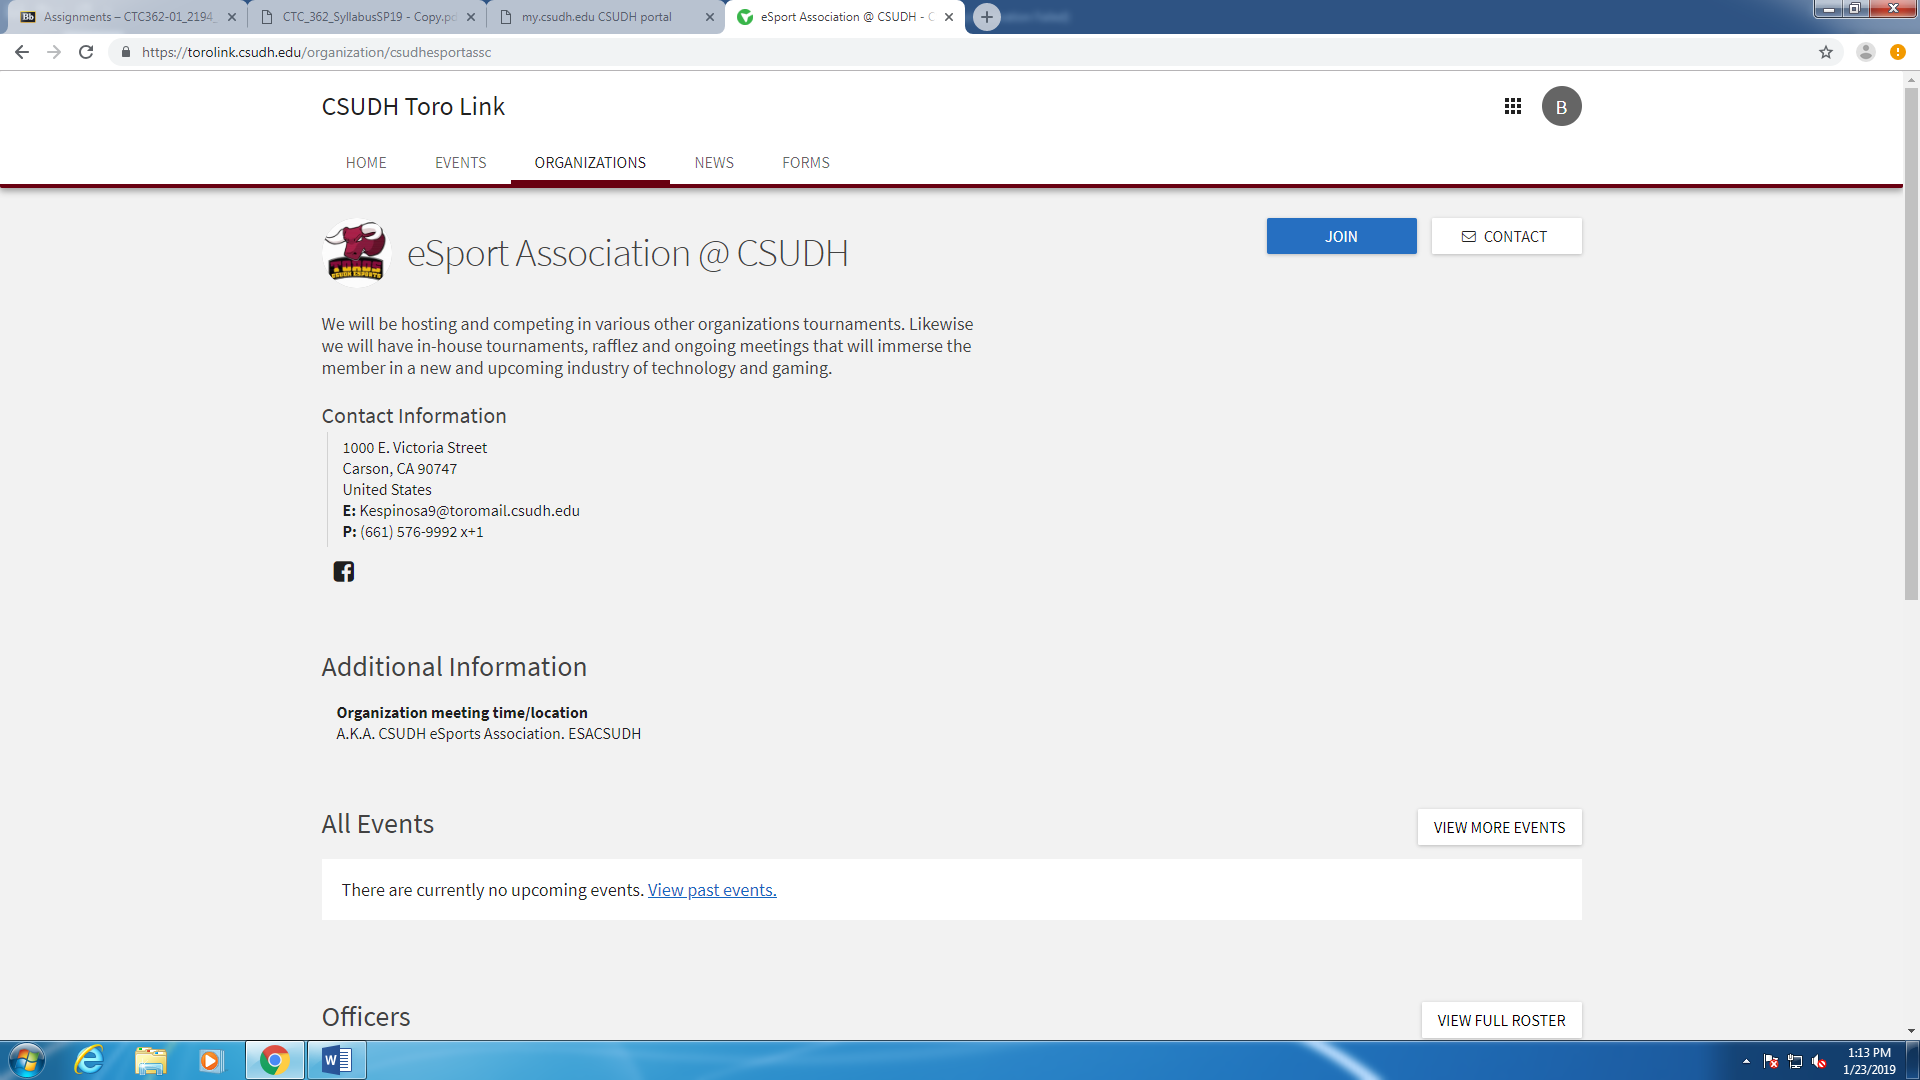 Assignments – CTC362-01_2194_
CTC_362_SyllabusSP19 - Copy.pd
my.csudh.edu CSUDH portal
eSport Association @ CSUDH - C
https://torolink.csudh.edu/organization/csudhesportassc
CSUDH Toro Link
B
HOME EVENTS ORGANIZATIONS NEWS FORMS
TOROS
CSUDH ESPORTS
eSport Association @ CSUDH
JOIN
CONTACT
We will be hosting and competing in various other organizations tournaments. Likewise
we will have in-house tournaments, rafflez and ongoing meetings that will immerse the
member in a new and upcoming industry of technology and gaming.
Contact Information
1000 E. Victoria Street
Carson, CA 90747
United States
E: Kespinosa9@toromail.csudh.edu
P: (661) 576-9992 x+1
Additional Information
Organization meeting time/location
A.K.A. CSUDH eSports Association. ESACSUDH
All Events
VIEW MORE EVENTS
There are currently no upcoming events. View past events.
Officers
VIEW FULL ROSTER
1:13 PM
1/23/2019